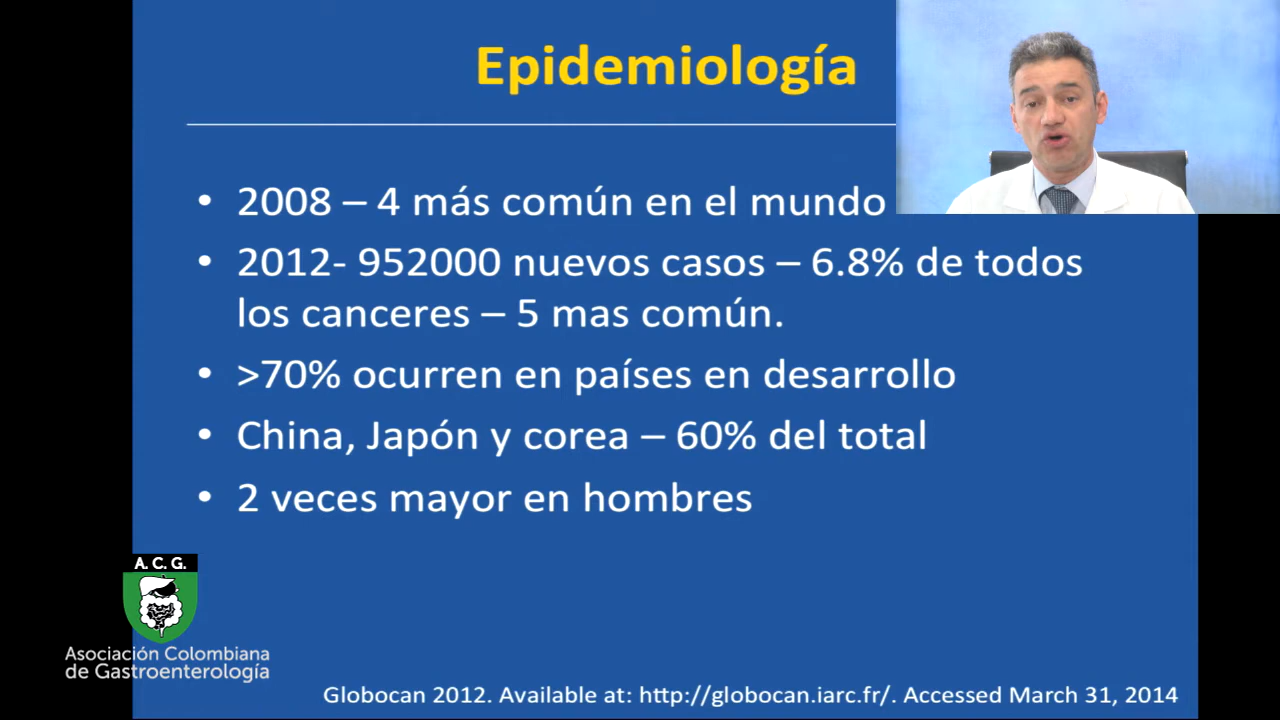 Epidemiología
• 2008 – 4 más común en el mundo
• 2012- 952000 nuevos casos – 6.8% de todos
los canceres – 5 mas común.
• >70% ocurren en países en desarrollo
• China, Japón y corea – 60% del total
• 2 veces mayor en hombres
A. C. G.
Asociación Colombiana
de Gastroenterología
Globocan 2012. Available at: http://globocan.iarc.fr/. Accessed March 31, 2014